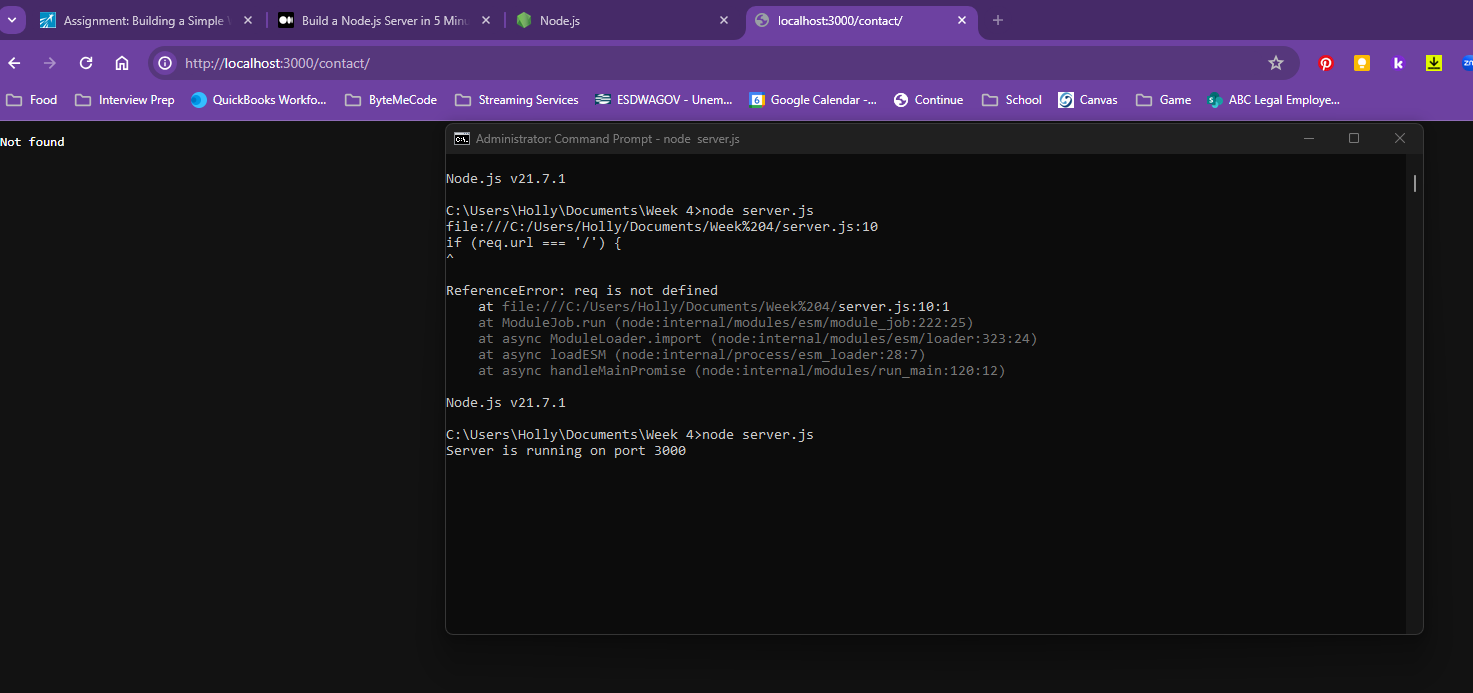 Assignment: Building a Simple
Build a Node.js Server in 5 Minu
Node.js
localhost:3000/contact/
http://localhost:3000/contact/
Food
Interview Prep
QuickBooks Workfo...
ByteMeCode
Streaming Services
ESDWAGOV - Unem...
Google Calendar -...
Continue
School
Canvas
Game
ABC Legal Employe...
Not found
Administrator: Command Prompt - node  server.js
Node.js v21.7.1
C:\Users\Holly\Documents\Week 4>node server.js
file:///C:/Users/Holly/Documents/Week%204/server.js:10
if (req.url === '/') {
^
ReferenceError: req is not defined
    at file:///C:/Users/Holly/Documents/Week%204/server.js:10:1
    at ModuleJob.run (node:internal/modules/esm/module_job:222:25)
    at async ModuleLoader.import (node:internal/modules/esm/loader:323:24)
    at async loadESM (node:internal/process/esm_loader:28:7)
    at async handleMainPromise (node:internal/modules/run_main:120:12)
Node.js v21.7.1
C:\Users\Holly\Documents\Week 4>node server.js
Server is running on port 3000